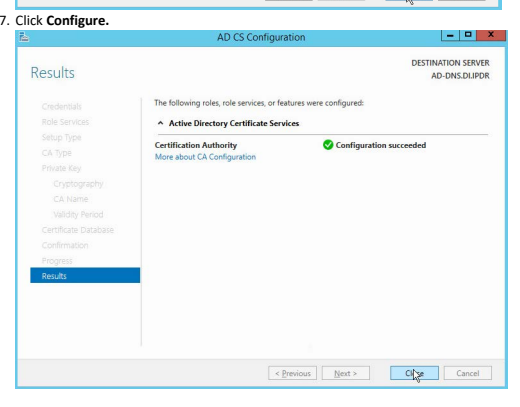 7. Click Configure.
AD CS Configuration
DESTINATION SERVER
AD-DNS.DI.IPDR
Results
Credentials
Role Services
Setup Type
CA Type
Private Key
Cryptography
CA Name
Validity Period
Certificate Database
Confirmation
Progress
Results
The following roles, role services, or features were configured:
Active Directory Certificate Services
Certification Authority
Configuration succeeded
More about CA Configuration
< Previous
Next >
Close
Cancel